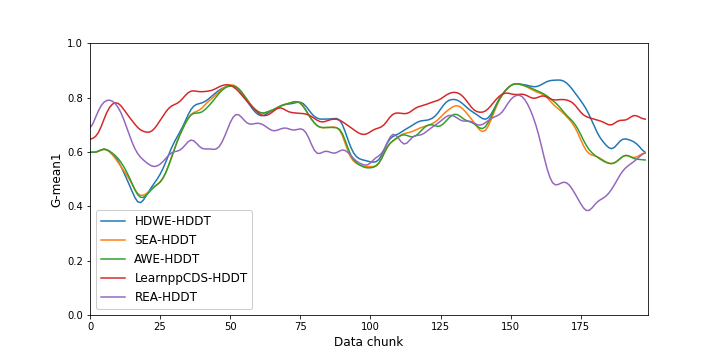 1.0
0.8
0.6
0.4
0.2
0.0
G-mean1
HDWE-HDDT
SEA-HDDT
AWE-HDDT
LearnppCDS-HDDT
REA-HDDT
0 25 50 75 100 125 150 175
Data chunk